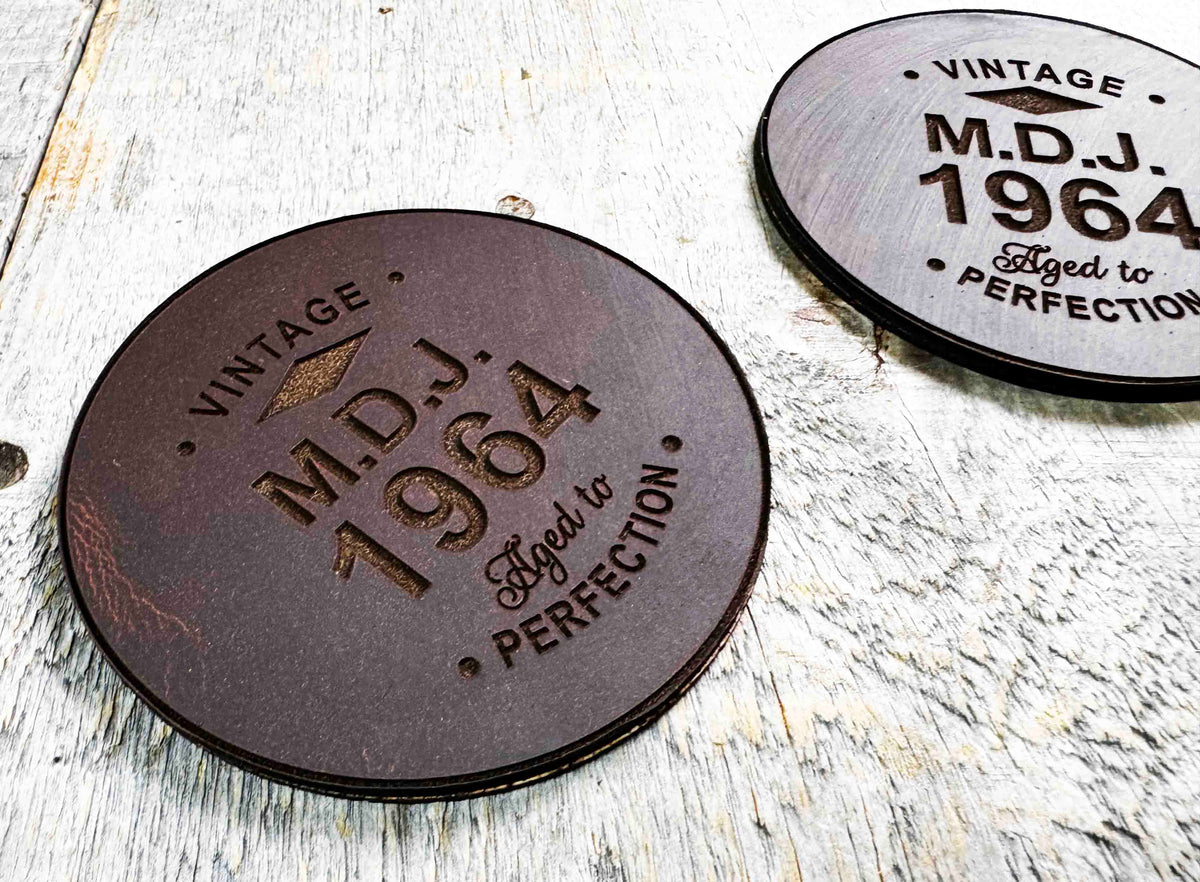 • VINTAGE •
M.D.J.
1964
Aged to
• PERFECTION •
• VINTAGE •
M.D.J.
1964
Aged to
• PERFECTION